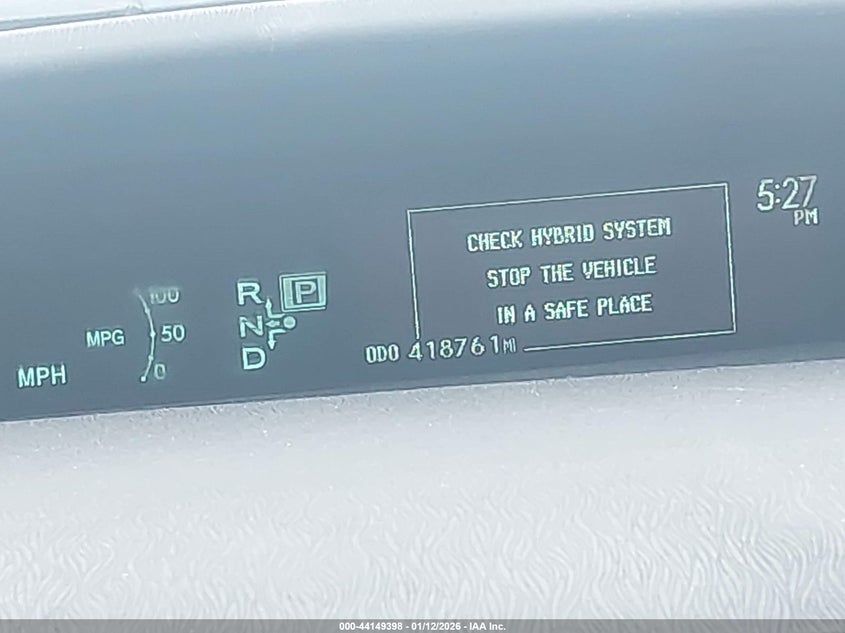 5:27
PM
CHECK HYBRID SYSTEM
STOP THE VEHICLE
IN A SAFE PLACE
100
MPG 50
0
MPH
R P
N
D
ODO 418761 MI
000-44149398 - 01/12/2026 - IAA Inc.